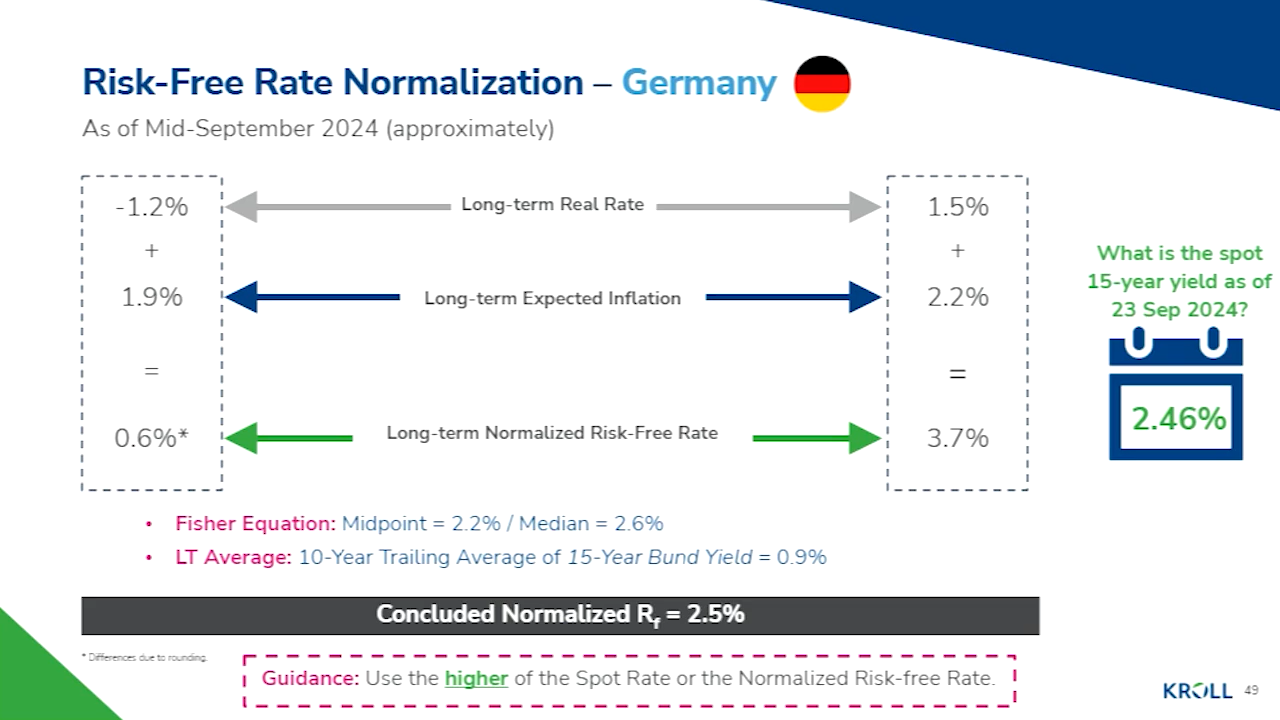 Risk-Free Rate Normalization – Germany
As of Mid-September 2024 (approximately)
-1.2%
Long-term Real Rate
1.5%
+
+
1.9%
Long-term Expected Inflation
2.2%
=
=
0.6%*
Long-term Normalized Risk-Free Rate
3.7%
What is the spot
15-year yield as of
23 Sep 2024?
2.46%
• Fisher Equation: Midpoint = 2.2% / Median = 2.6%
• LT Average: 10-Year Trailing Average of 15-Year Bund Yield = 0.9%
Concluded Normalized Rf = 2.5%
* Differences due to rounding.
Guidance: Use the higher of the Spot Rate or the Normalized Risk-free Rate.
KROLL 49